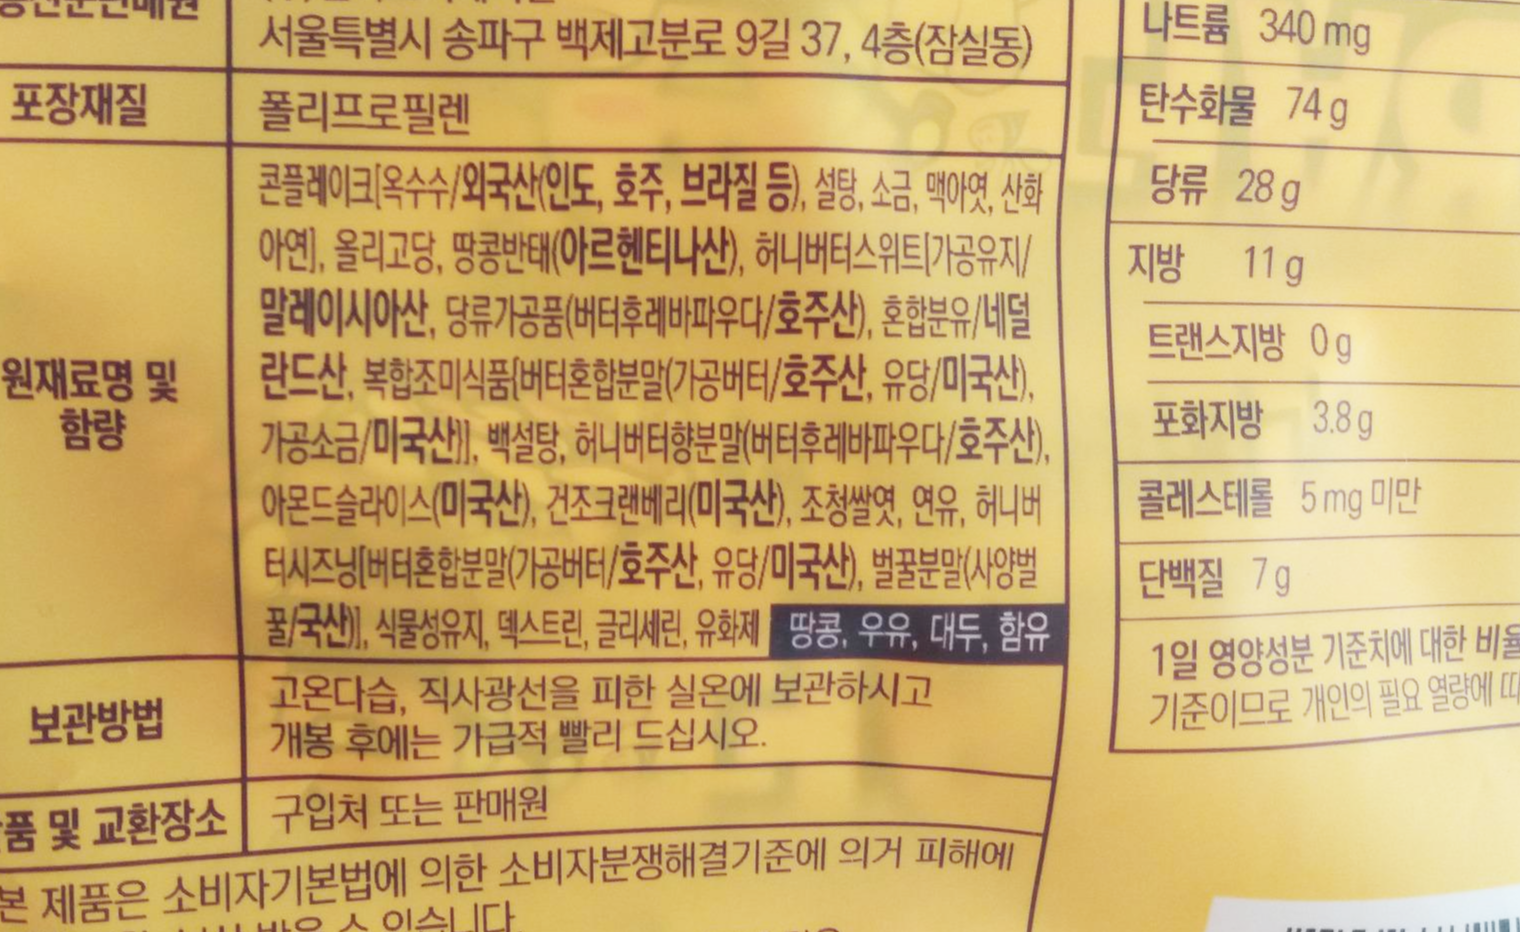 서울특별시 송파구 백제고분로 9길 37, 4층(잠실동)
포장재질
폴리프로필렌
원재료명 및
함량
콘플레이크[옥수수/외국산(인도, 호주, 브라질 등), 설탕, 소금, 맥아엿, 산화
아연], 올리고당, 땅콩반태(아르헨티나산), 허니버터스위트[가공유지/
말레이시아산, 당류가공품(버터후레바파우다/호주산), 혼합분유/네덜
란드산, 복합조미식품{버터혼합분말(가공버터/호주산, 유당/미국산),
가공소금/미국산}], 백설탕, 허니버터향분말(버터후레바파우다/호주산),
아몬드슬라이스(미국산), 건조크랜베리(미국산), 조청쌀엿, 연유, 허니버
터시즈닝[버터혼합분말(가공버터/호주산, 유당/미국산), 벌꿀분말(사양벌
꿀/국산)], 식물성유지, 덱스트린, 글리세린, 유화제 땅콩, 우유, 대두, 함유
보관방법
고온다습, 직사광선을 피한 실온에 보관하시고
개봉 후에는 가급적 빨리 드십시오.
품 및 교환장소
구입처 또는 판매원
본 제품은 소비자기본법에 의한 소비자분쟁해결기준에 의거 피해에
받을 수 있습니다.
나트륨 340 mg
탄수화물 74 g
당류 28 g
지방 11 g
트랜스지방 0 g
포화지방 3.8 g
콜레스테롤 5 mg 미만
단백질 7 g
1일 영양성분 기준치에 대한 비율
기준이므로 개인의 필요 열량에 따